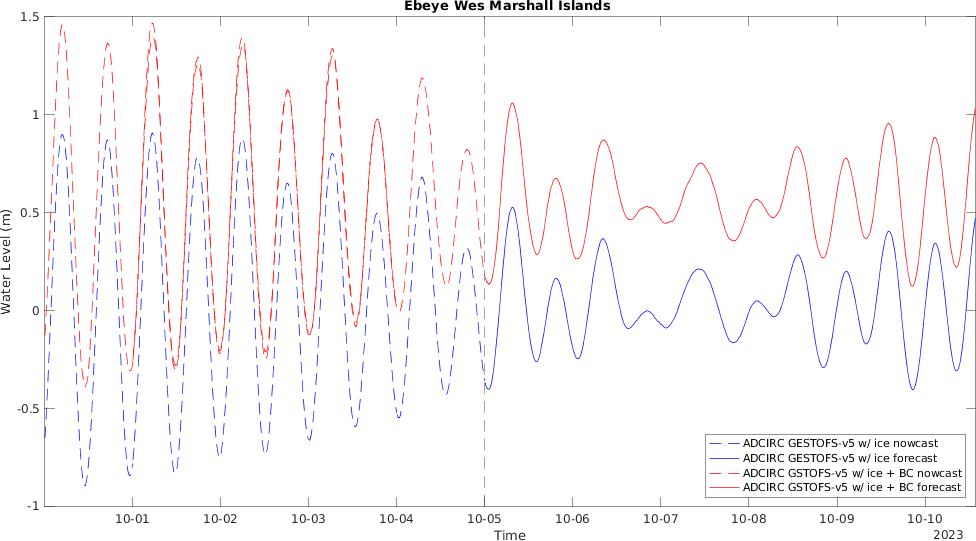 Ebeye Wes Marshall Islands
Water Level (m)
1.5
1
0.5
0
-0.5
-1
10-01 10-02 10-03 10-04 10-05 10-06 10-07 10-08 10-09 10-10
Time
2023
ADCIRC GESTOFS-v5 w/ ice nowcast
ADCIRC GESTOFS-v5 w/ ice forecast
ADCIRC GSTOFS-v5 w/ ice + BC nowcast
ADCIRC GSTOFS-v5 w/ ice + BC forecast